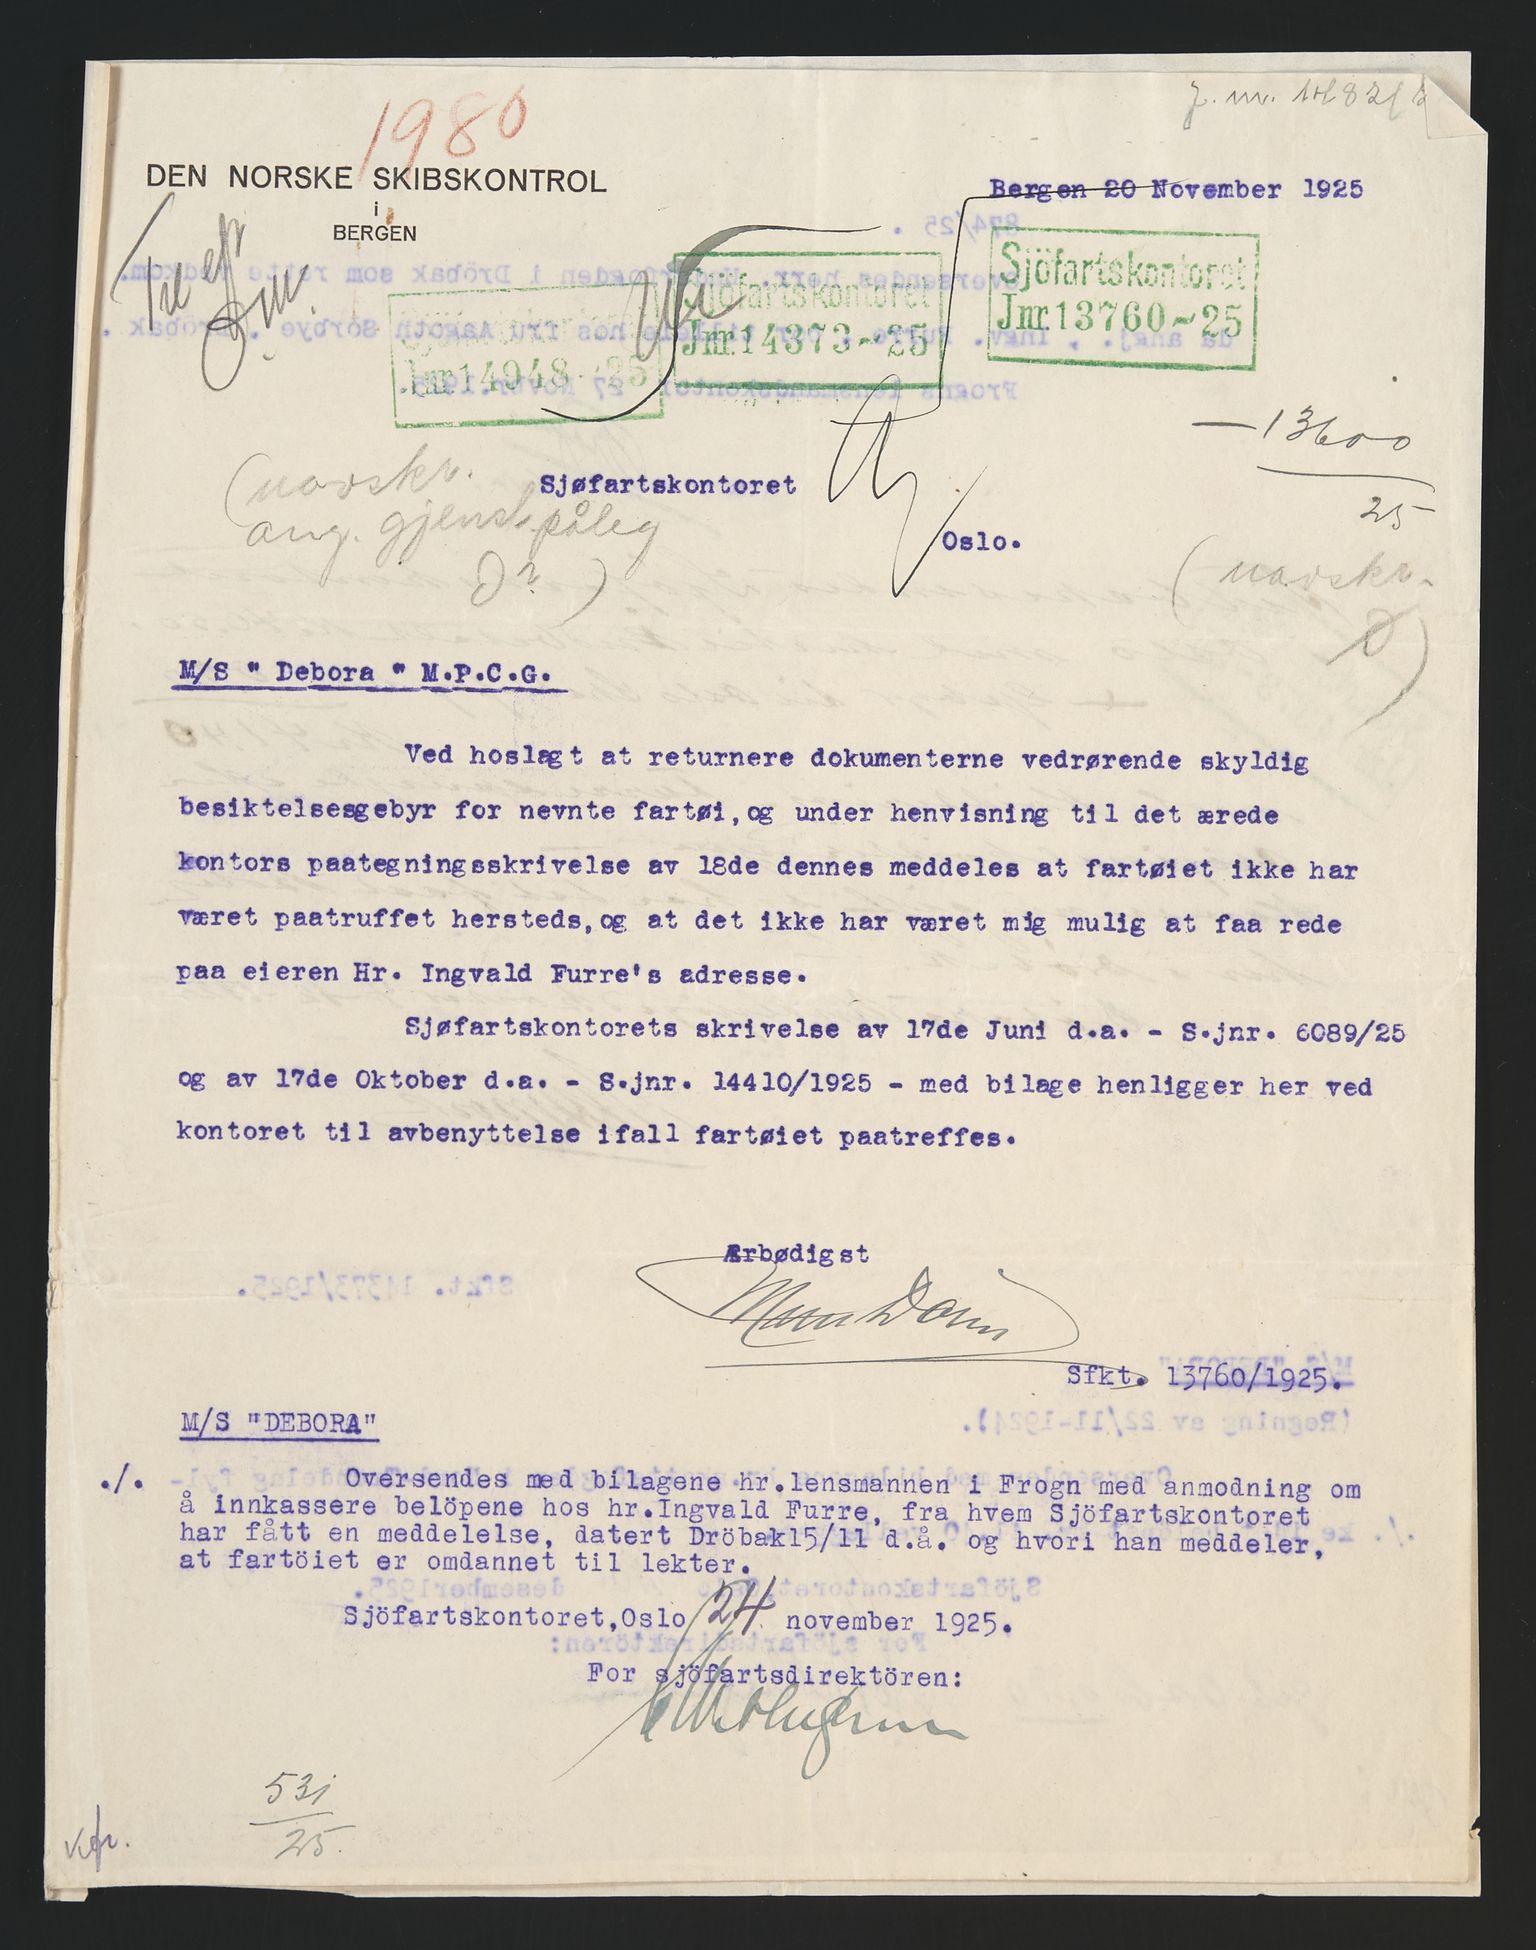 1980
DEN NORSKE SKIBSKONTROL
i
BERGEN
Bergen 20 November 1925
Sjöfartskontoret
Jnr. 14948-25
Sjöfartskontoret
Jnr. 14373-25
Sjöfartskontoret
Jnr. 13760-25
13600
25
Sjøfartskontoret
Oslo.
M/S " Debora " M.P.C.G.
Ved hoslagt at returnere dokumenterne vedrørende skyldig
besiktelsesgebyr for nevnte fartøi, og under henvisning til det ærede
kontors paategningsskrivelse av 18de dennes meddeles at fartøiet ikke har
været paatruffet hersteds, og at det ikke har været mig mulig at faa rede
paa eieren Hr. Ingvald Furre's adresse.
Sjøfartskontorets skrivelse av 17de Juni d.a. - S.jnr. 6089/25
og av 17de Oktober d.a. - S.jnr. 14410/1925 - med bilage henligger her ved
kontoret til avbenyttelse ifall fartøiet paatreffes.
Ærbødigst
Sfkt. 13760/1925.
M/S "DEBORA"
./. Oversendes med bilagene hr.lensmannen i Frogn med anmodning om
å innkassere belöpene hos hr.Ingvald Furre, fra hvem Sjöfartskontoret
har fått en meddelelse, datert Dröbak15/11 d.å. og hvori han meddeler,
at fartöiet er omdannet til lekter.
Sjöfartskontoret,Oslo 24 november 1925.
For sjöfartsdirektören:
531
25